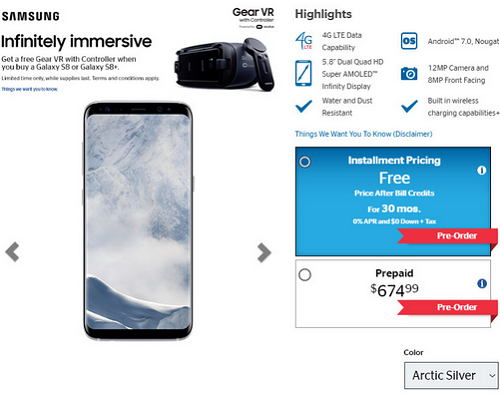 SAMSUNG
Infinitely immersive
Get a free Gear VR with Controller when
you buy a Galaxy S8 or Galaxy S8+.
Limited time only, while supplies last. Terms and conditions apply.
Things we want you to know.
Gear VR
with Controller
Highlights
4G LTE
4G LTE Data
Capability
OS
Android™ 7.0, Nougat
5.8" Dual Quad HD
Super AMOLED™
Infinity Display
12MP Camera and
8MP Front Facing
Water and Dust
Resistant
Built in wireless
charging capabilities+
Things We Want You To Know (Disclaimer)
Installment Pricing
Free
Price After Bill Credits
For 30 mos.
0% APR and $0 Down + Tax
Pre-Order
Prepaid
$67499
Pre-Order
Color
Arctic Silver